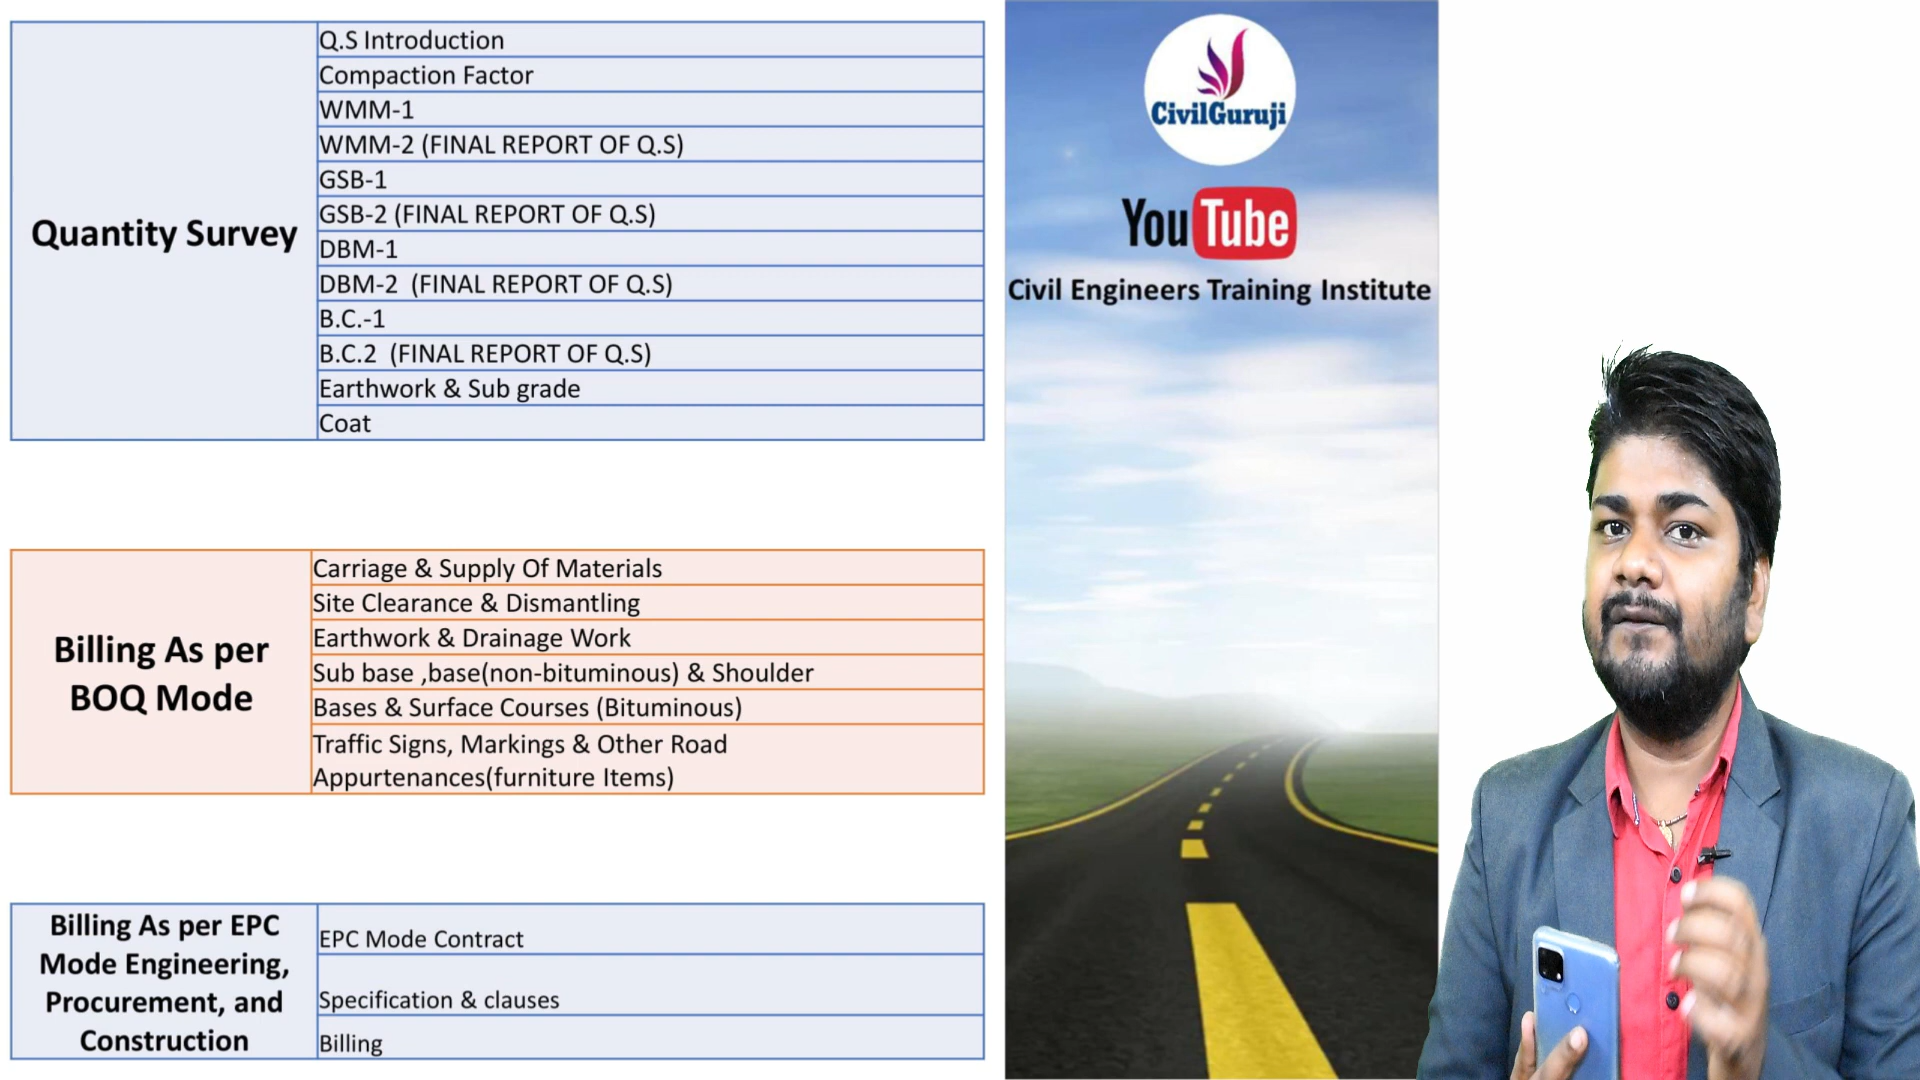 Quantity Survey
Q.S Introduction
Compaction Factor
WMM-1
WMM-2 (FINAL REPORT OF Q.S)
GSB-1
GSB-2 (FINAL REPORT OF Q.S)
DBM-1
DBM-2  (FINAL REPORT OF Q.S)
B.C.-1
B.C.2  (FINAL REPORT OF Q.S)
Earthwork & Sub grade
Coat
Billing As per
BOQ Mode
Carriage & Supply Of Materials
Site Clearance & Dismantling
Earthwork & Drainage Work
Sub base ,base(non-bituminous) & Shoulder
Bases & Surface Courses (Bituminous)
Traffic Signs, Markings & Other Road
Appurtenances(furniture Items)
Billing As per EPC
Mode Engineering,
Procurement, and
Construction
EPC Mode Contract
Specification & clauses
Billing
CivilGuruji
YouTube
Civil Engineers Training Institute